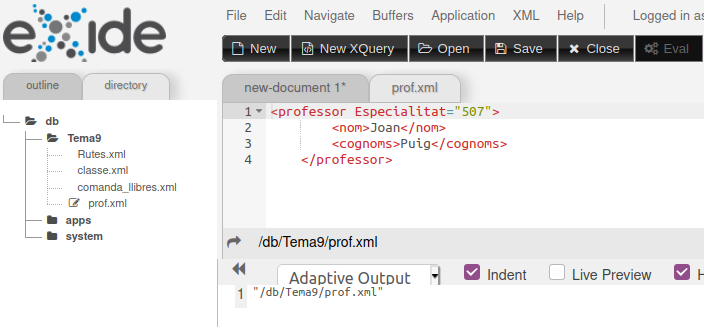 eXide
File Edit Navigate Buffers Application XML Help Logged in as
New New XQuery Open Save Close Eval
outline directory
new-document 1* prof.xml
db
Tema9
Rutes.xml
classe.xml
comanda_llibres.xml
prof.xml
apps
system
1 <professor Especialitat="507">
2 <nom>Joan</nom>
3 <cognoms>Puig</cognoms>
4 </professor>
/db/Tema9/prof.xml
Adaptive Output Indent Live Preview H
1 "/db/Tema9/prof.xml"